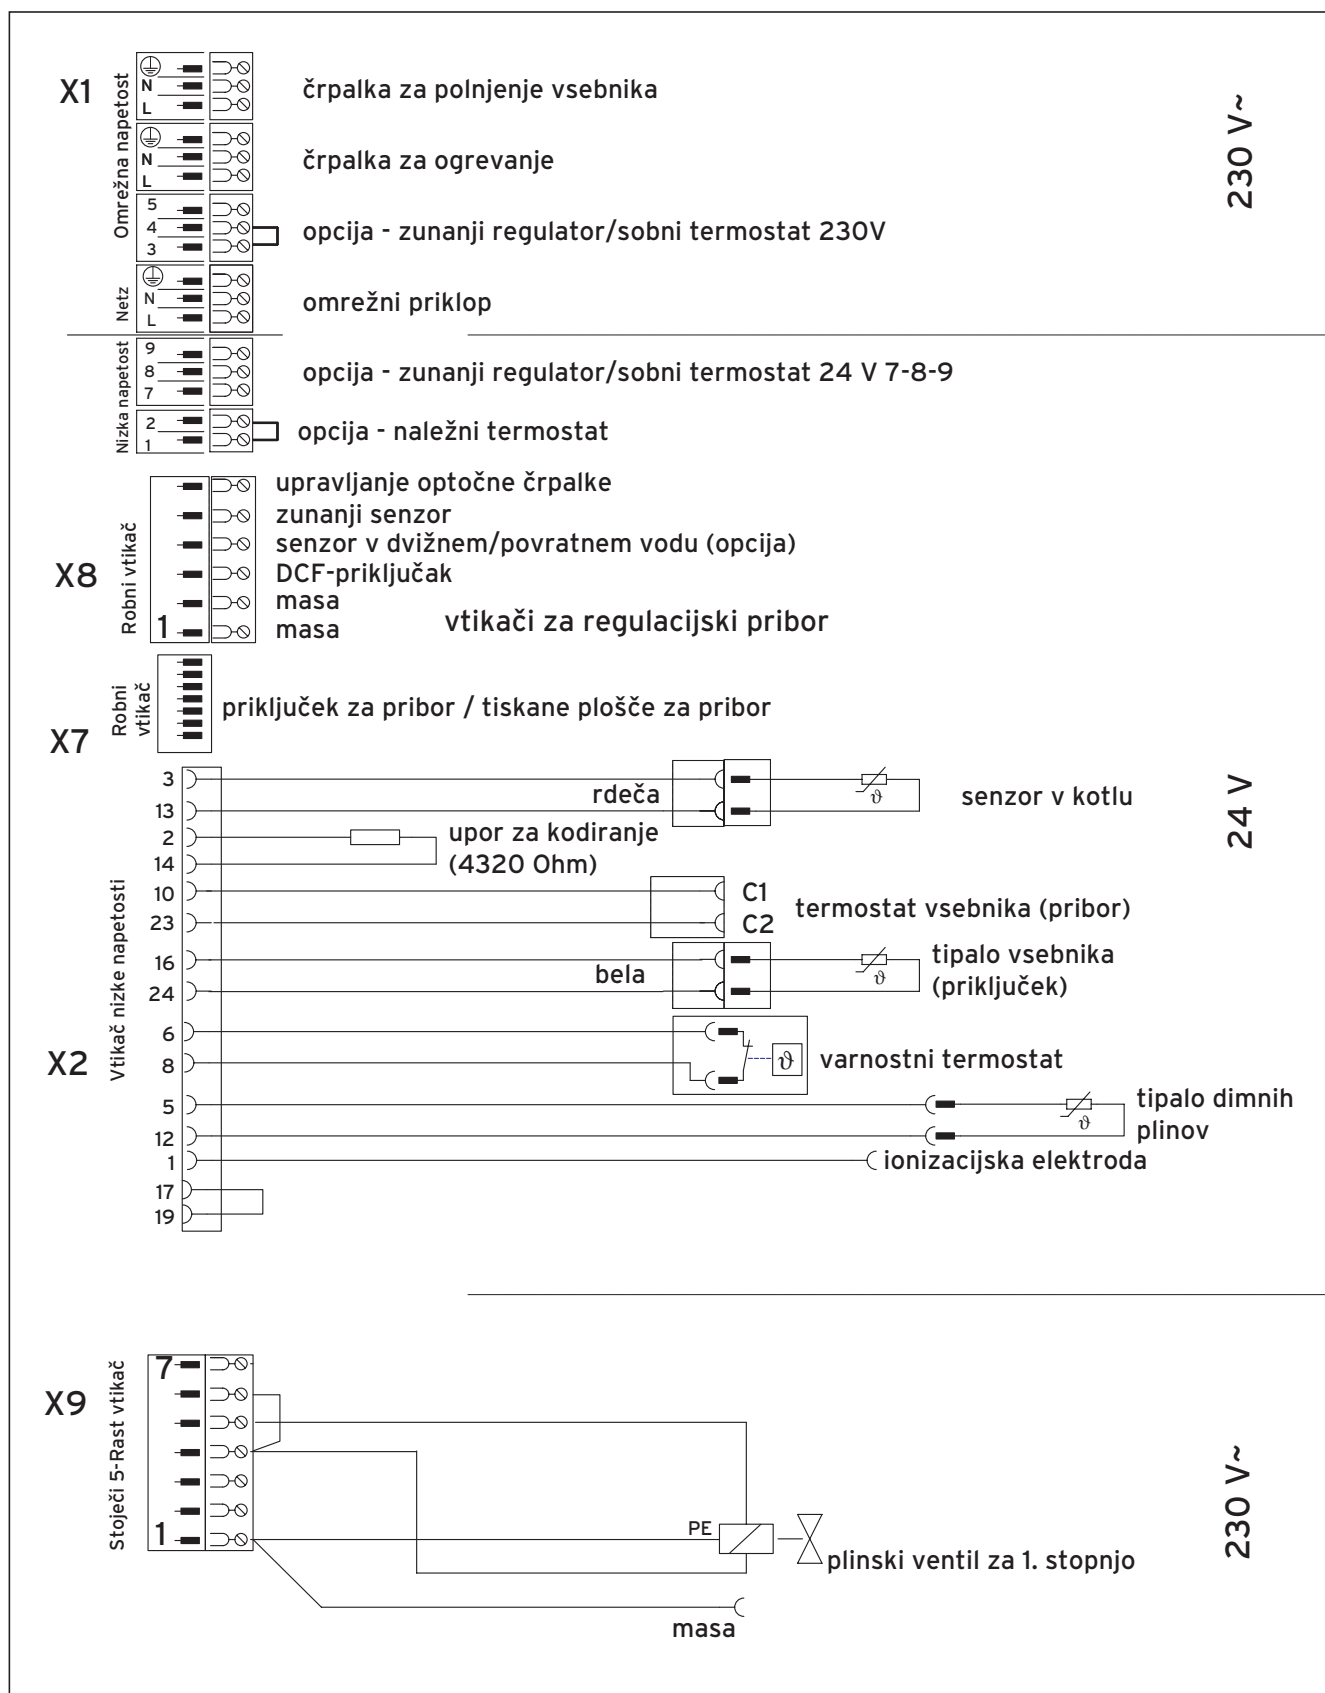 X1
Omrežna napetost
N
L
črpalka za polnjenje vsebnika
N
L
črpalka za ogrevanje
5
4
3
opcija - zunanji regulator/sobni termostat 230V
Netz
N
L
omrežni priklop
230 V~
Nizka napetost
9
8
7
opcija - zunanji regulator/sobni termostat 24 V 7-8-9
2
1
opcija - naležni termostat
X8
Robni vtikač
1
upravljanje optočne črpalke
zunanji senzor
senzor v dvižnem/povratnem vodu (opcija)
DCF-priključak
masa
masa
vtikači za regulacijski pribor
X7
Robni
vtikač
priključek za pribor / tiskane plošče za pribor
24 V
X2
Vtikač nizke napetosti
3
13
rdeča
ϑ
senzor v kotlu
2
14
upor za kodiranje
(4320 Ohm)
10
23
C1
C2
termostat vsebnika (pribor)
16
24
bela
ϑ
tipalo vsebnika
(priključek)
6
8
ϑ
varnostni termostat
5
12
ϑ
tipalo dimnih
plinov
1
ionizacijska elektroda
17
19
X9
Stoječi 5-Rast vtikač
7
1
PE
plinski ventil za 1. stopnjo
masa
230 V~